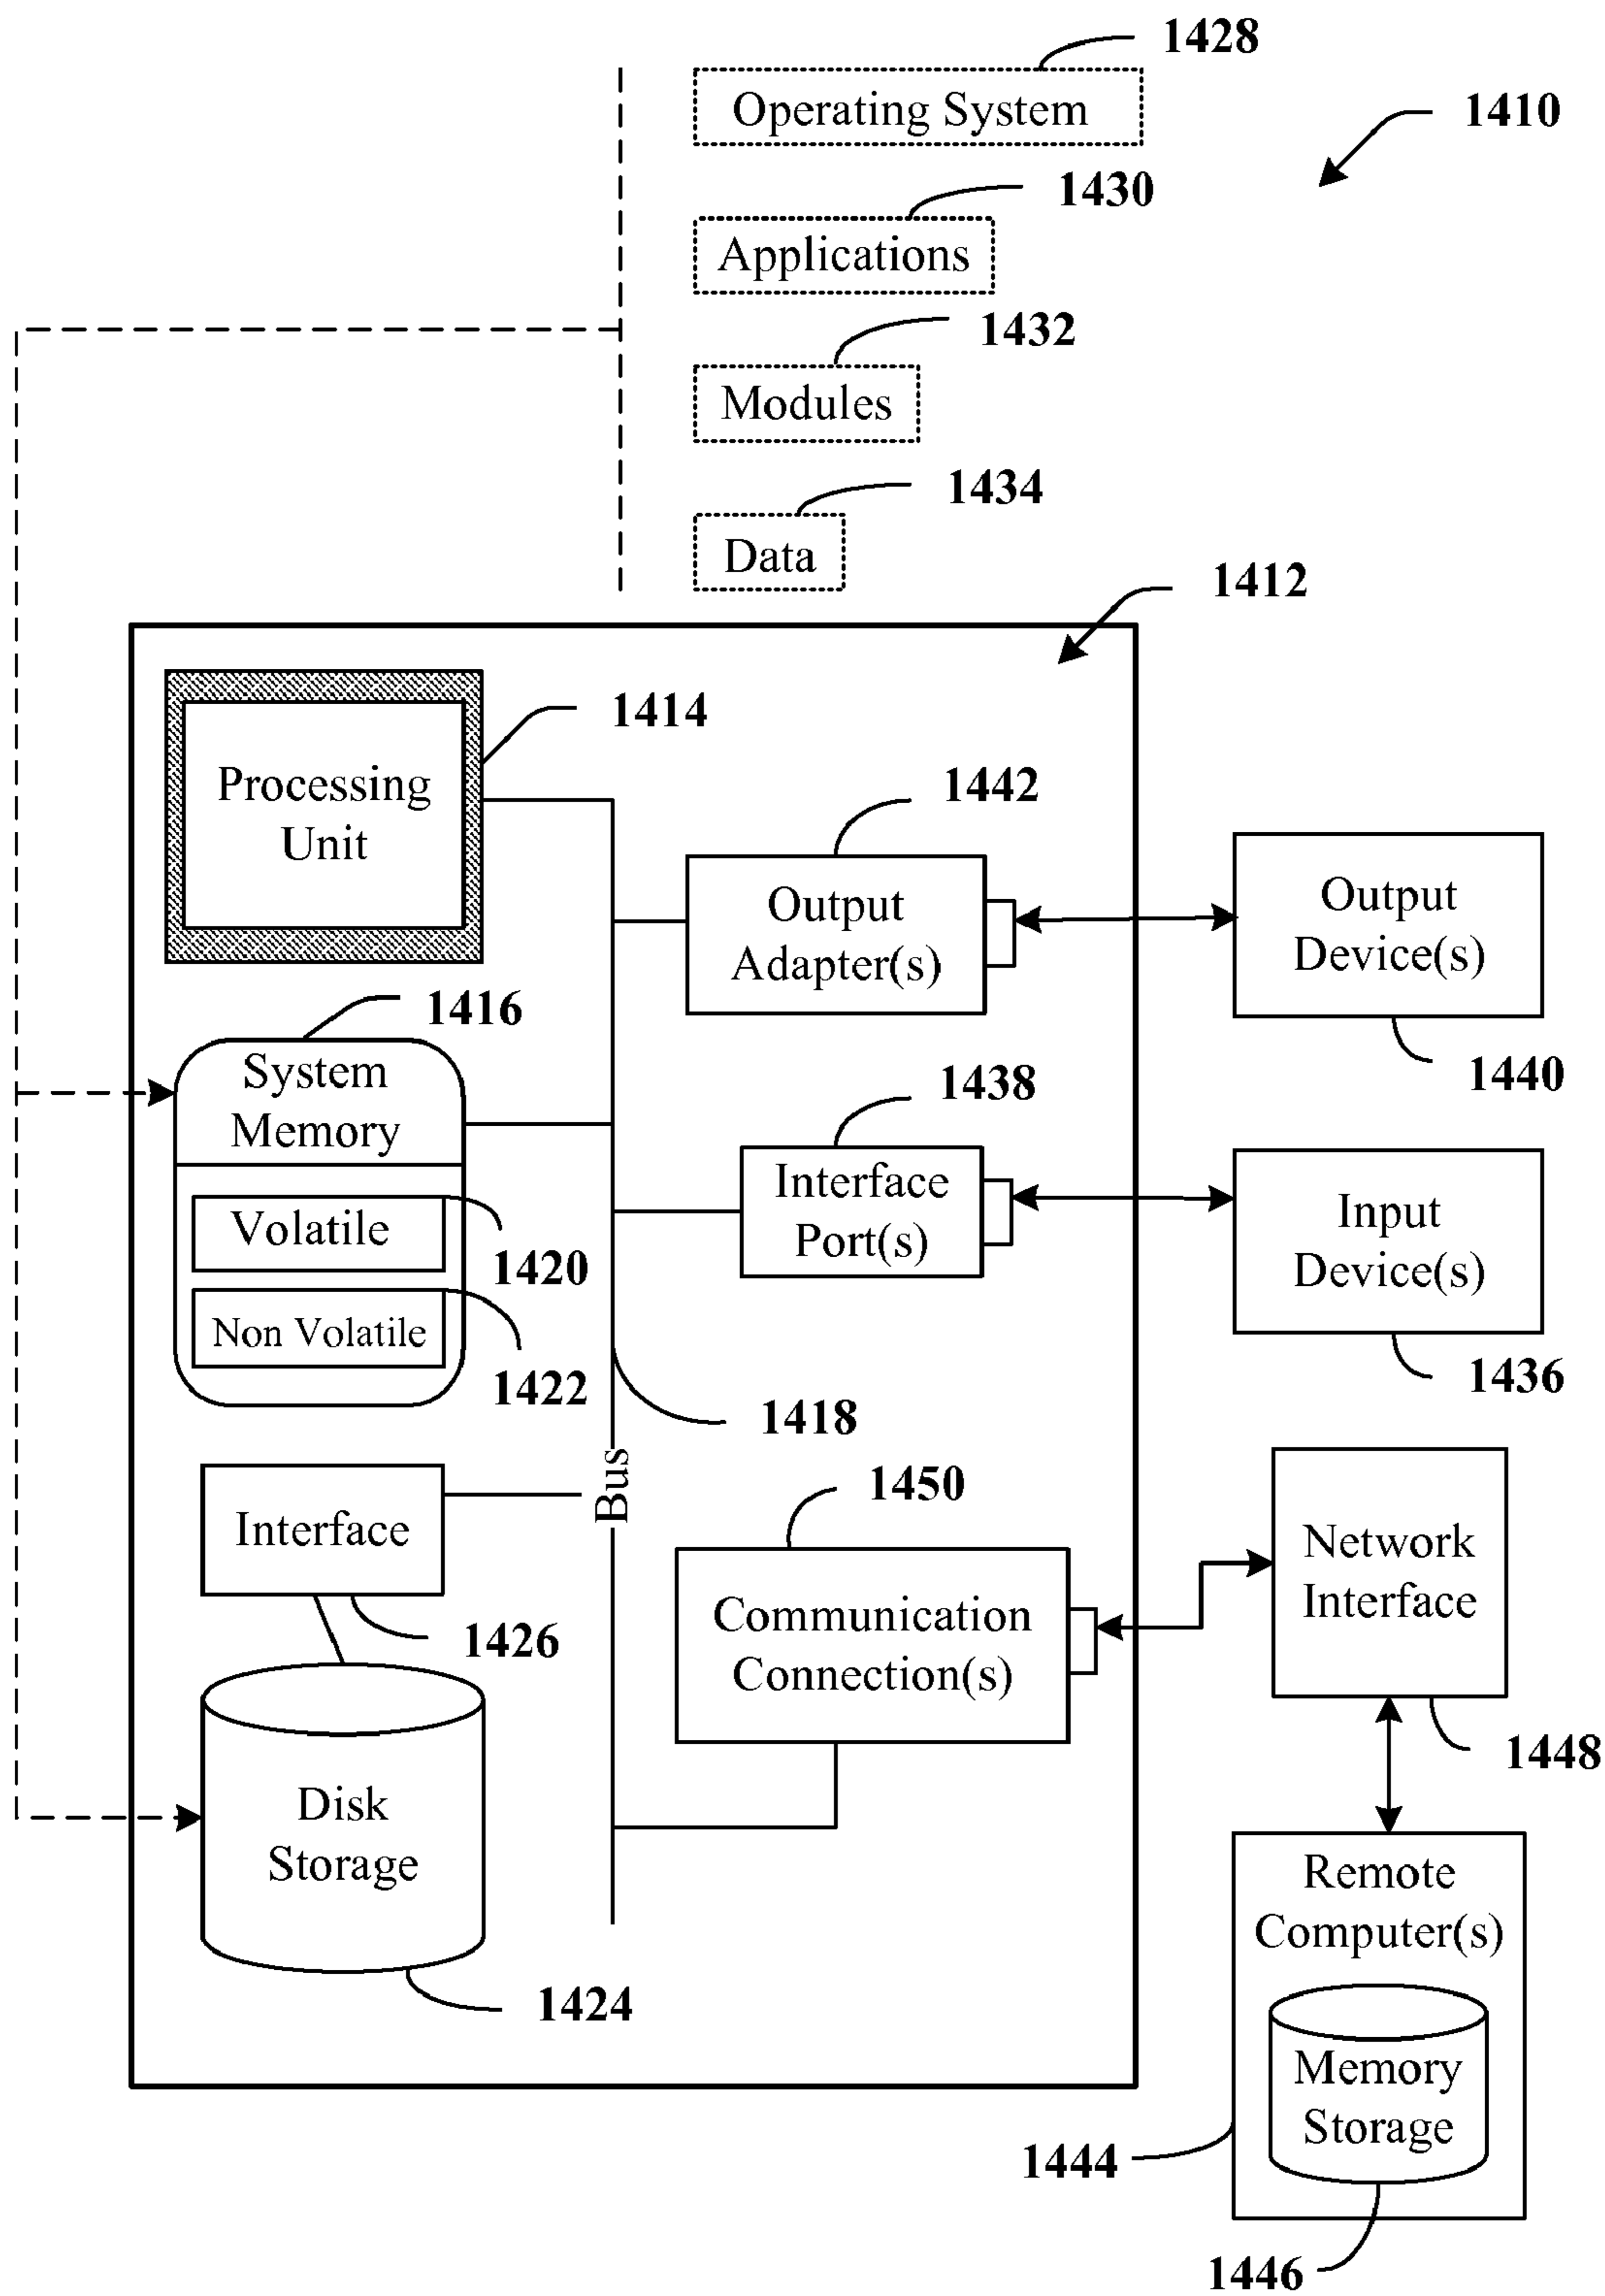 1428
Operating System
1410
1430
Applications
1432
Modules
1434
Data
1412
1414
Processing
Unit
1442
Output
Adapter(s)
Output
Device(s)
1440
1416
System
Memory
1438
Interface
Port(s)
Input
Device(s)
1436
Volatile
1420
Non Volatile
1422
1418
Bus
Interface
1426
1450
Communication
Connection(s)
Network
Interface
1448
Disk
Storage
1424
Remote
Computer(s)
Memory
Storage
1444
1446